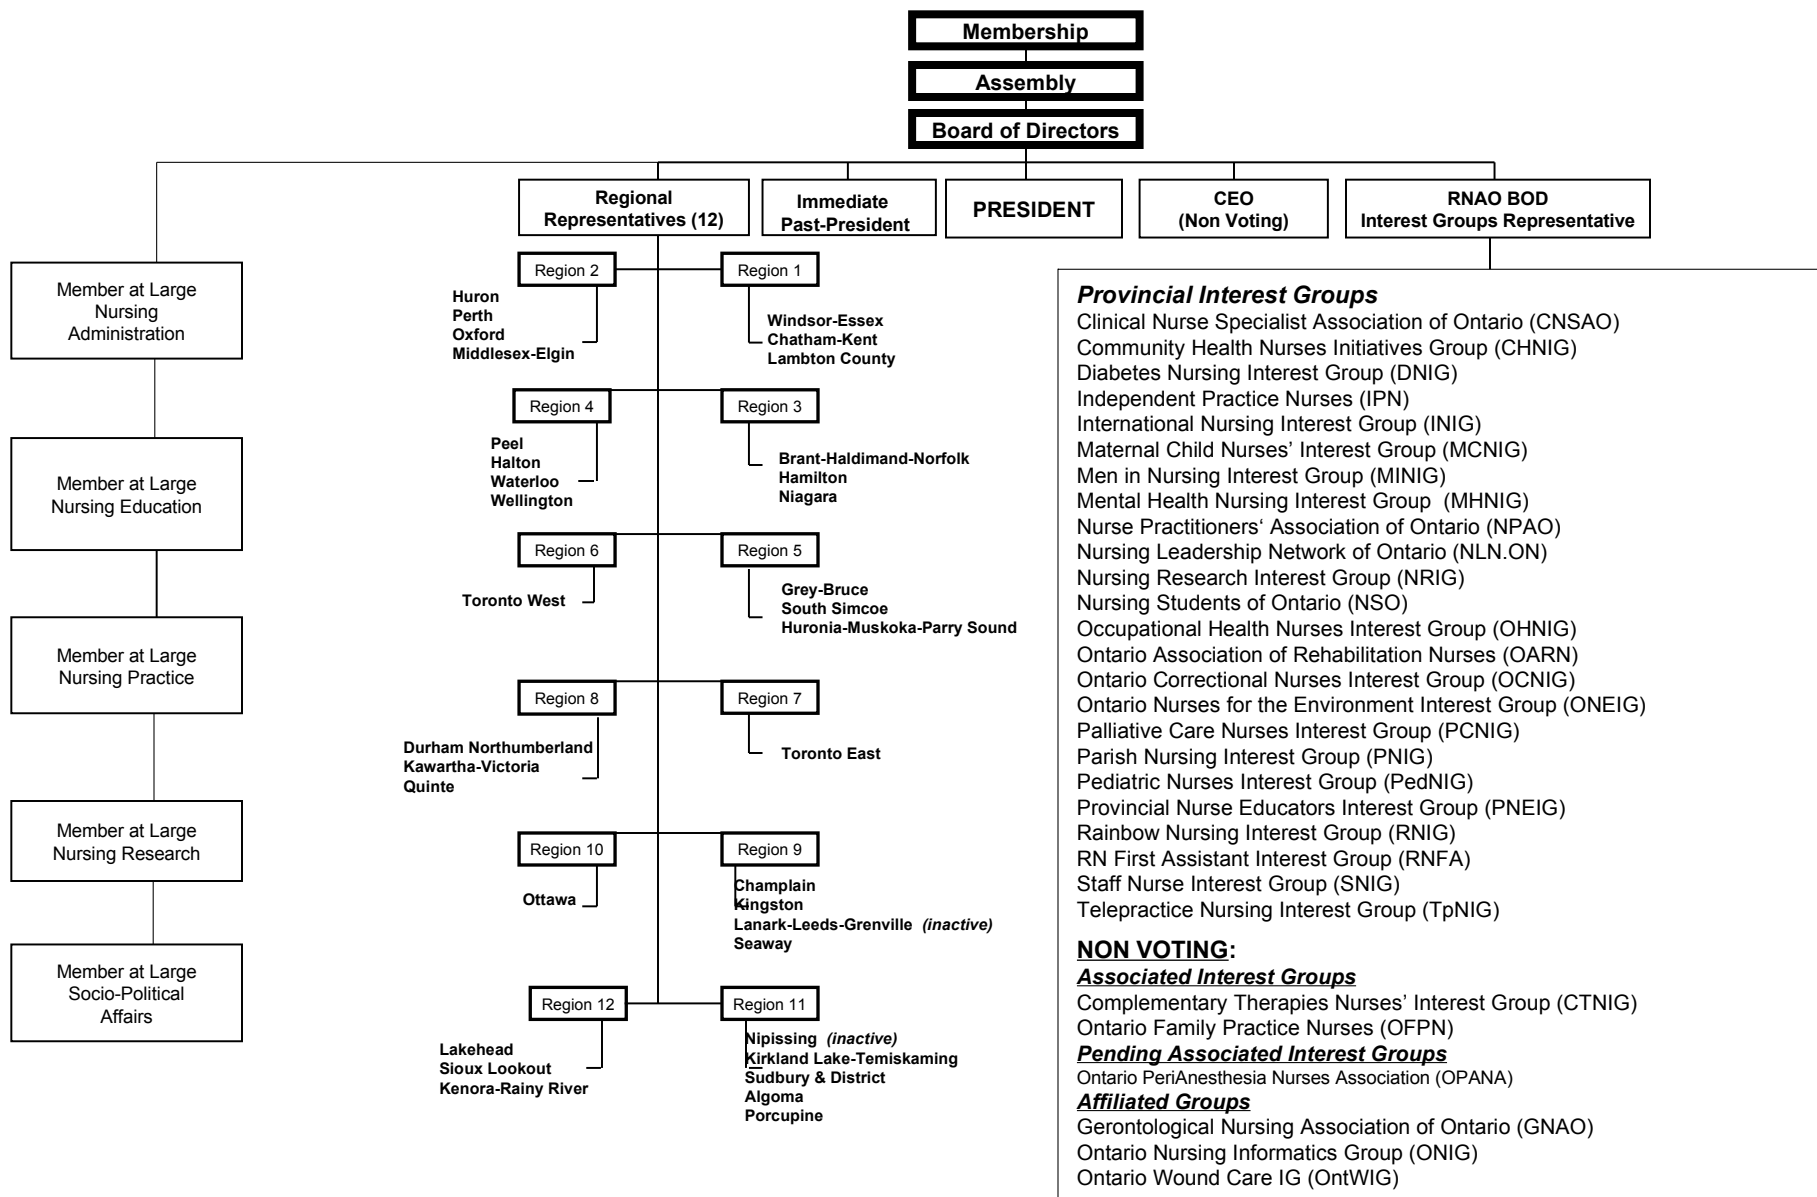 Membership
Assembly
Board of Directors
Regional
Representatives (12)
Immediate
Past-President
PRESIDENT
CEO
(Non Voting)
RNAO BOD
Interest Groups Representative
Member at Large
Nursing
Administration
Member at Large
Nursing Education
Member at Large
Nursing Practice
Member at Large
Nursing Research
Member at Large
Socio-Political
Affairs
Region 2
Huron
Perth
Oxford
Middlesex-Elgin
Region 1
Windsor-Essex
Chatham-Kent
Lambton County
Region 4
Peel
Halton
Waterloo
Wellington
Region 3
Brant-Haldimand-Norfolk
Hamilton
Niagara
Region 6
Toronto West
Region 5
Grey-Bruce
South Simcoe
Huronia-Muskoka-Parry Sound
Region 8
Durham Northumberland
Kawartha-Victoria
Quinte
Region 7
Toronto East
Region 10
Ottawa
Region 9
Champlain
Kingston
Lanark-Leeds-Grenville (inactive)
Seaway
Region 12
Lakehead
Sioux Lookout
Kenora-Rainy River
Region 11
Nipissing (inactive)
Kirkland Lake-Temiskaming
Sudbury & District
Algoma
Porcupine
Provincial Interest Groups
Clinical Nurse Specialist Association of Ontario (CNSAO)
Community Health Nurses Initiatives Group (CHNIG)
Diabetes Nursing Interest Group (DNIG)
Independent Practice Nurses (IPN)
International Nursing Interest Group (INIG)
Maternal Child Nurses’ Interest Group (MCNIG)
Men in Nursing Interest Group (MINIG)
Mental Health Nursing Interest Group (MHNIG)
Nurse Practitioners‘ Association of Ontario (NPAO)
Nursing Leadership Network of Ontario (NLN.ON)
Nursing Research Interest Group (NRIG)
Nursing Students of Ontario (NSO)
Occupational Health Nurses Interest Group (OHNIG)
Ontario Association of Rehabilitation Nurses (OARN)
Ontario Correctional Nurses Interest Group (OCNIG)
Ontario Nurses for the Environment Interest Group (ONEIG)
Palliative Care Nurses Interest Group (PCNIG)
Parish Nursing Interest Group (PNIG)
Pediatric Nurses Interest Group (PedNIG)
Provincial Nurse Educators Interest Group (PNEIG)
Rainbow Nursing Interest Group (RNIG)
RN First Assistant Interest Group (RNFA)
Staff Nurse Interest Group (SNIG)
Telepractice Nursing Interest Group (TpNIG)
NON VOTING:
Associated Interest Groups
Complementary Therapies Nurses’ Interest Group (CTNIG)
Ontario Family Practice Nurses (OFPN)
Pending Associated Interest Groups
Ontario PeriAnesthesia Nurses Association (OPANA)
Affiliated Groups
Gerontological Nursing Association of Ontario (GNAO)
Ontario Nursing Informatics Group (ONIG)
Ontario Wound Care IG (OntWIG)